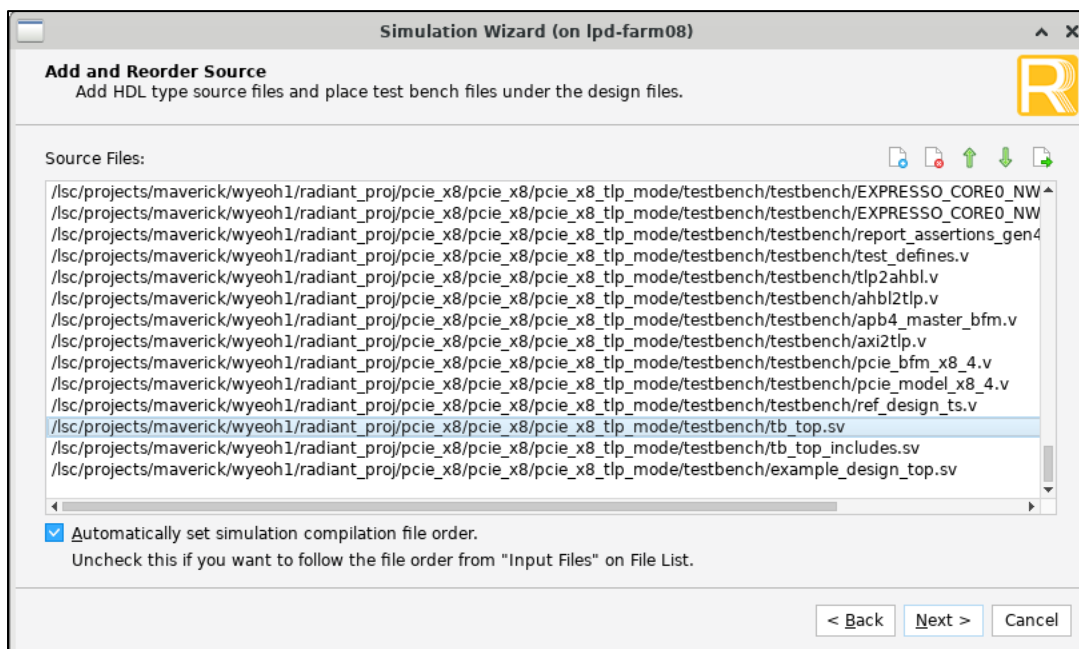 Simulation Wizard (on lpd-farm08)
Add and Reorder Source
Add HDL type source files and place test bench files under the design files.
Source Files:
/lsc/projects/maverick/wyeoh1/radiant_proj/pcie_x8/pcie_x8/pcie_x8_tlp_mode/testbench/testbench/EXPRESSO_CORE0_NW
/lsc/projects/maverick/wyeoh1/radiant_proj/pcie_x8/pcie_x8/pcie_x8_tlp_mode/testbench/testbench/EXPRESSO_CORE0_NW
/lsc/projects/maverick/wyeoh1/radiant_proj/pcie_x8/pcie_x8/pcie_x8_tlp_mode/testbench/testbench/report_assertions_gen4
/lsc/projects/maverick/wyeoh1/radiant_proj/pcie_x8/pcie_x8/pcie_x8_tlp_mode/testbench/testbench/test_defines.v
/lsc/projects/maverick/wyeoh1/radiant_proj/pcie_x8/pcie_x8/pcie_x8_tlp_mode/testbench/testbench/tlp2ahbl.v
/lsc/projects/maverick/wyeoh1/radiant_proj/pcie_x8/pcie_x8/pcie_x8_tlp_mode/testbench/testbench/ahbl2tlp.v
/lsc/projects/maverick/wyeoh1/radiant_proj/pcie_x8/pcie_x8/pcie_x8_tlp_mode/testbench/testbench/apb4_master_bfm.v
/lsc/projects/maverick/wyeoh1/radiant_proj/pcie_x8/pcie_x8/pcie_x8_tlp_mode/testbench/testbench/axi2tlp.v
/lsc/projects/maverick/wyeoh1/radiant_proj/pcie_x8/pcie_x8/pcie_x8_tlp_mode/testbench/testbench/pcie_bfm_x8_4.v
/lsc/projects/maverick/wyeoh1/radiant_proj/pcie_x8/pcie_x8/pcie_x8_tlp_mode/testbench/testbench/pcie_model_x8_4.v
/lsc/projects/maverick/wyeoh1/radiant_proj/pcie_x8/pcie_x8/pcie_x8_tlp_mode/testbench/testbench/ref_design_ts.v
/lsc/projects/maverick/wyeoh1/radiant_proj/pcie_x8/pcie_x8/pcie_x8_tlp_mode/testbench/tb_top.sv
/lsc/projects/maverick/wyeoh1/radiant_proj/pcie_x8/pcie_x8/pcie_x8_tlp_mode/testbench/tb_top_includes.sv
/lsc/projects/maverick/wyeoh1/radiant_proj/pcie_x8/pcie_x8/pcie_x8_tlp_mode/testbench/example_design_top.sv
Automatically set simulation compilation file order.
Uncheck this if you want to follow the file order from "Input Files" on File List.
< Back Next > Cancel